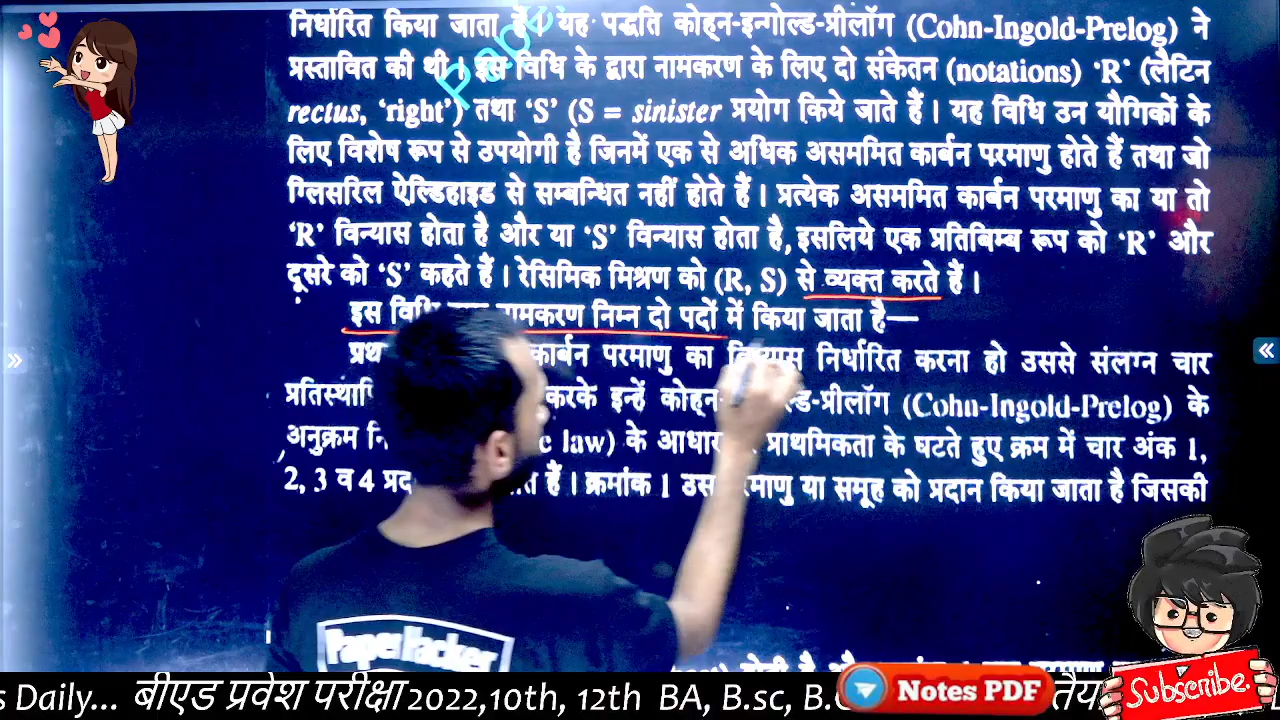 निर्धारित किया जाता है। यह पद्धति कोह्न-इन्गोल्ड-प्रीलॉग (Cohn-Ingold-Prelog) ने
प्रस्तावित की थी। इस विधि के द्वारा नामकरण के लिए दो संकेतन (notations) ‘R’ (लैटिन
rectus, ‘right’) तथा ‘S’ (S = sinister प्रयोग किये जाते हैं। यह विधि उन यौगिकों के
लिए विशेष रूप से उपयोगी है जिनमें एक से अधिक असममित कार्बन परमाणु होते हैं तथा जो
ग्लिसरिल ऐल्डिहाइड से सम्बन्धित नहीं होते हैं। प्रत्येक असममित कार्बन परमाणु का या तो
‘R’ विन्यास होता है और या ‘S’ विन्यास होता है, इसलिये एक प्रतिबिम्ब रूप को ‘R’ और
दूसरे को ‘S’ कहते हैं। रेसिमिक मिश्रण को (R, S) से व्यक्त करते हैं।
इस विधि नामकरण निम्न दो पदों में किया जाता है—
कार्बन परमाणु का विन्यास निर्धारित करना हो उससे संलग्न चार
करके इन्हें प्रीलॉग (Cohn-Ingold-Prelog) के
अनुक्रम law) के आधार प्राथमिकता के घटते हुए क्रम में चार अंक 1,
2, 3 व 4 हैं। क्रमांक 1 उस परमाणु या समूह को प्रदान किया जाता है जिसकी
PaperHacker
Daily... बीएड प्रवेश परीक्षा 2022,10th, 12th BA, B.sc,
Notes PDF
Subscribe.